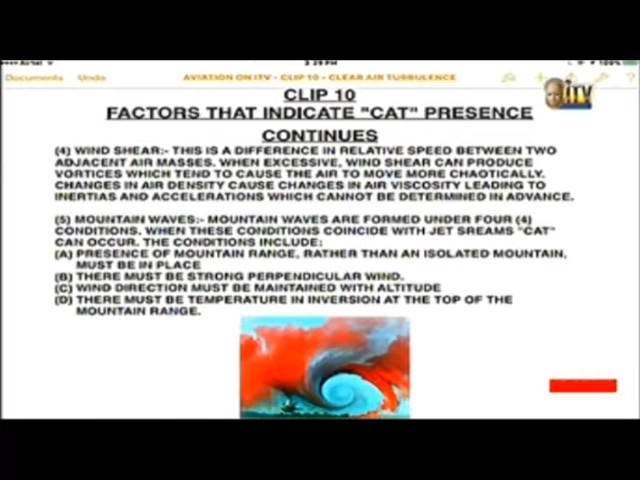 Airtel
3:29 PM
100%
Documents Undo AVIATION ON ITV - CLIP 10 - CLEAR AIR TURBULENCE
ITV
CLIP 10
FACTORS THAT INDICATE "CAT" PRESENCE
CONTINUES
(4) WIND SHEAR:- THIS IS A DIFFERENCE IN RELATIVE SPEED BETWEEN TWO
ADJACENT AIR MASSES. WHEN EXCESSIVE, WIND SHEAR CAN PRODUCE
VORTICES WHICH TEND TO CAUSE THE AIR TO MOVE MORE CHAOTICALLY.
CHANGES IN AIR DENSITY CAUSE CHANGES IN AIR VISCOSITY LEADING TO
INERTIAS AND ACCELERATIONS WHICH CANNOT BE DETERMINED IN ADVANCE.
(5) MOUNTAIN WAVES:- MOUNTAIN WAVES ARE FORMED UNDER FOUR (4)
CONDITIONS. WHEN THESE CONDITIONS COINCIDE WITH JET SREAMS "CAT"
CAN OCCUR. THE CONDITIONS INCLUDE:
(A) PRESENCE OF MOUNTAIN RANGE, RATHER THAN AN ISOLATED MOUNTAIN,
MUST BE IN PLACE
(B) THERE MUST BE STRONG PERPENDICULAR WIND.
(C) WIND DIRECTION MUST BE MAINTAINED WITH ALTITUDE
(D) THERE MUST BE TEMPERATURE IN INVERSION AT THE TOP OF THE
MOUNTAIN RANGE.